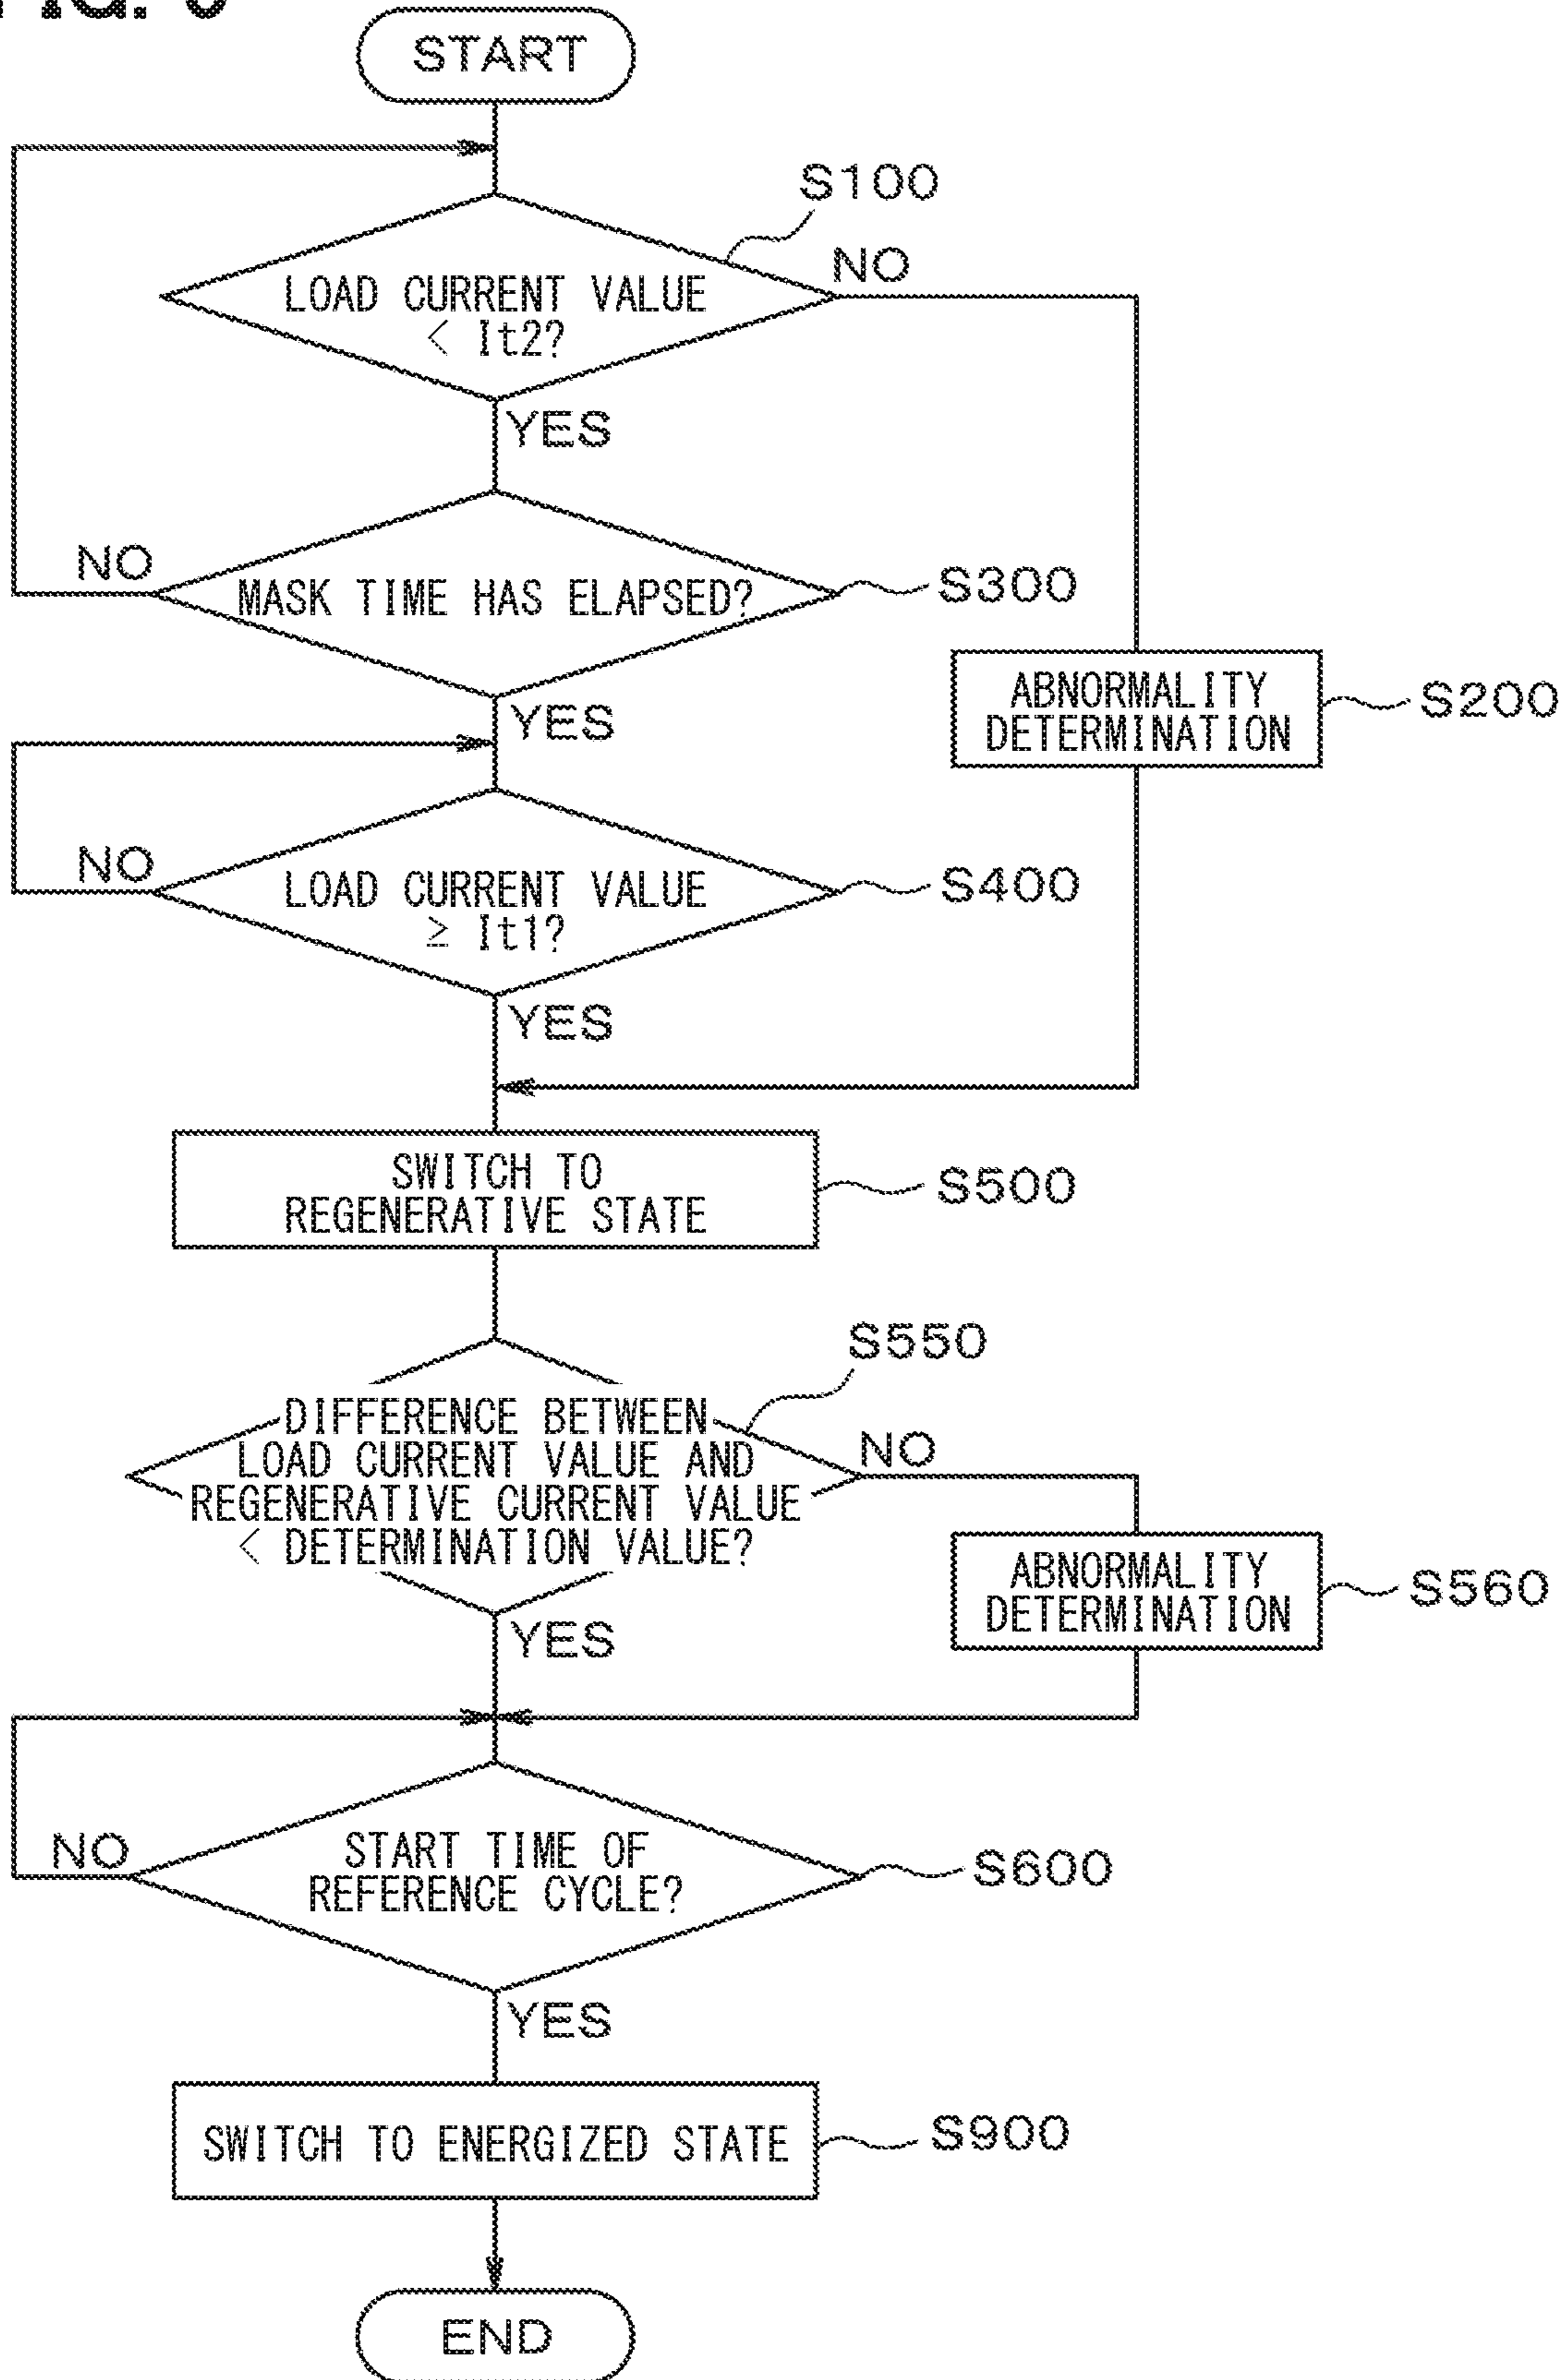 START
S100
LOAD CURRENT VALUE
< It2?
NO
YES
MASK TIME HAS ELAPSED?
NO
S300
YES
ABNORMALITY
DETERMINATION
S200
LOAD CURRENT VALUE
≥ It1?
NO
S400
YES
SWITCH TO
REGENERATIVE STATE
S500
S550
DIFFERENCE BETWEEN
LOAD CURRENT VALUE AND
REGENERATIVE CURRENT VALUE
< DETERMINATION VALUE?
NO
YES
ABNORMALITY
DETERMINATION
S560
START TIME OF
REFERENCE CYCLE?
NO
S600
YES
SWITCH TO ENERGIZED STATE
S900
END